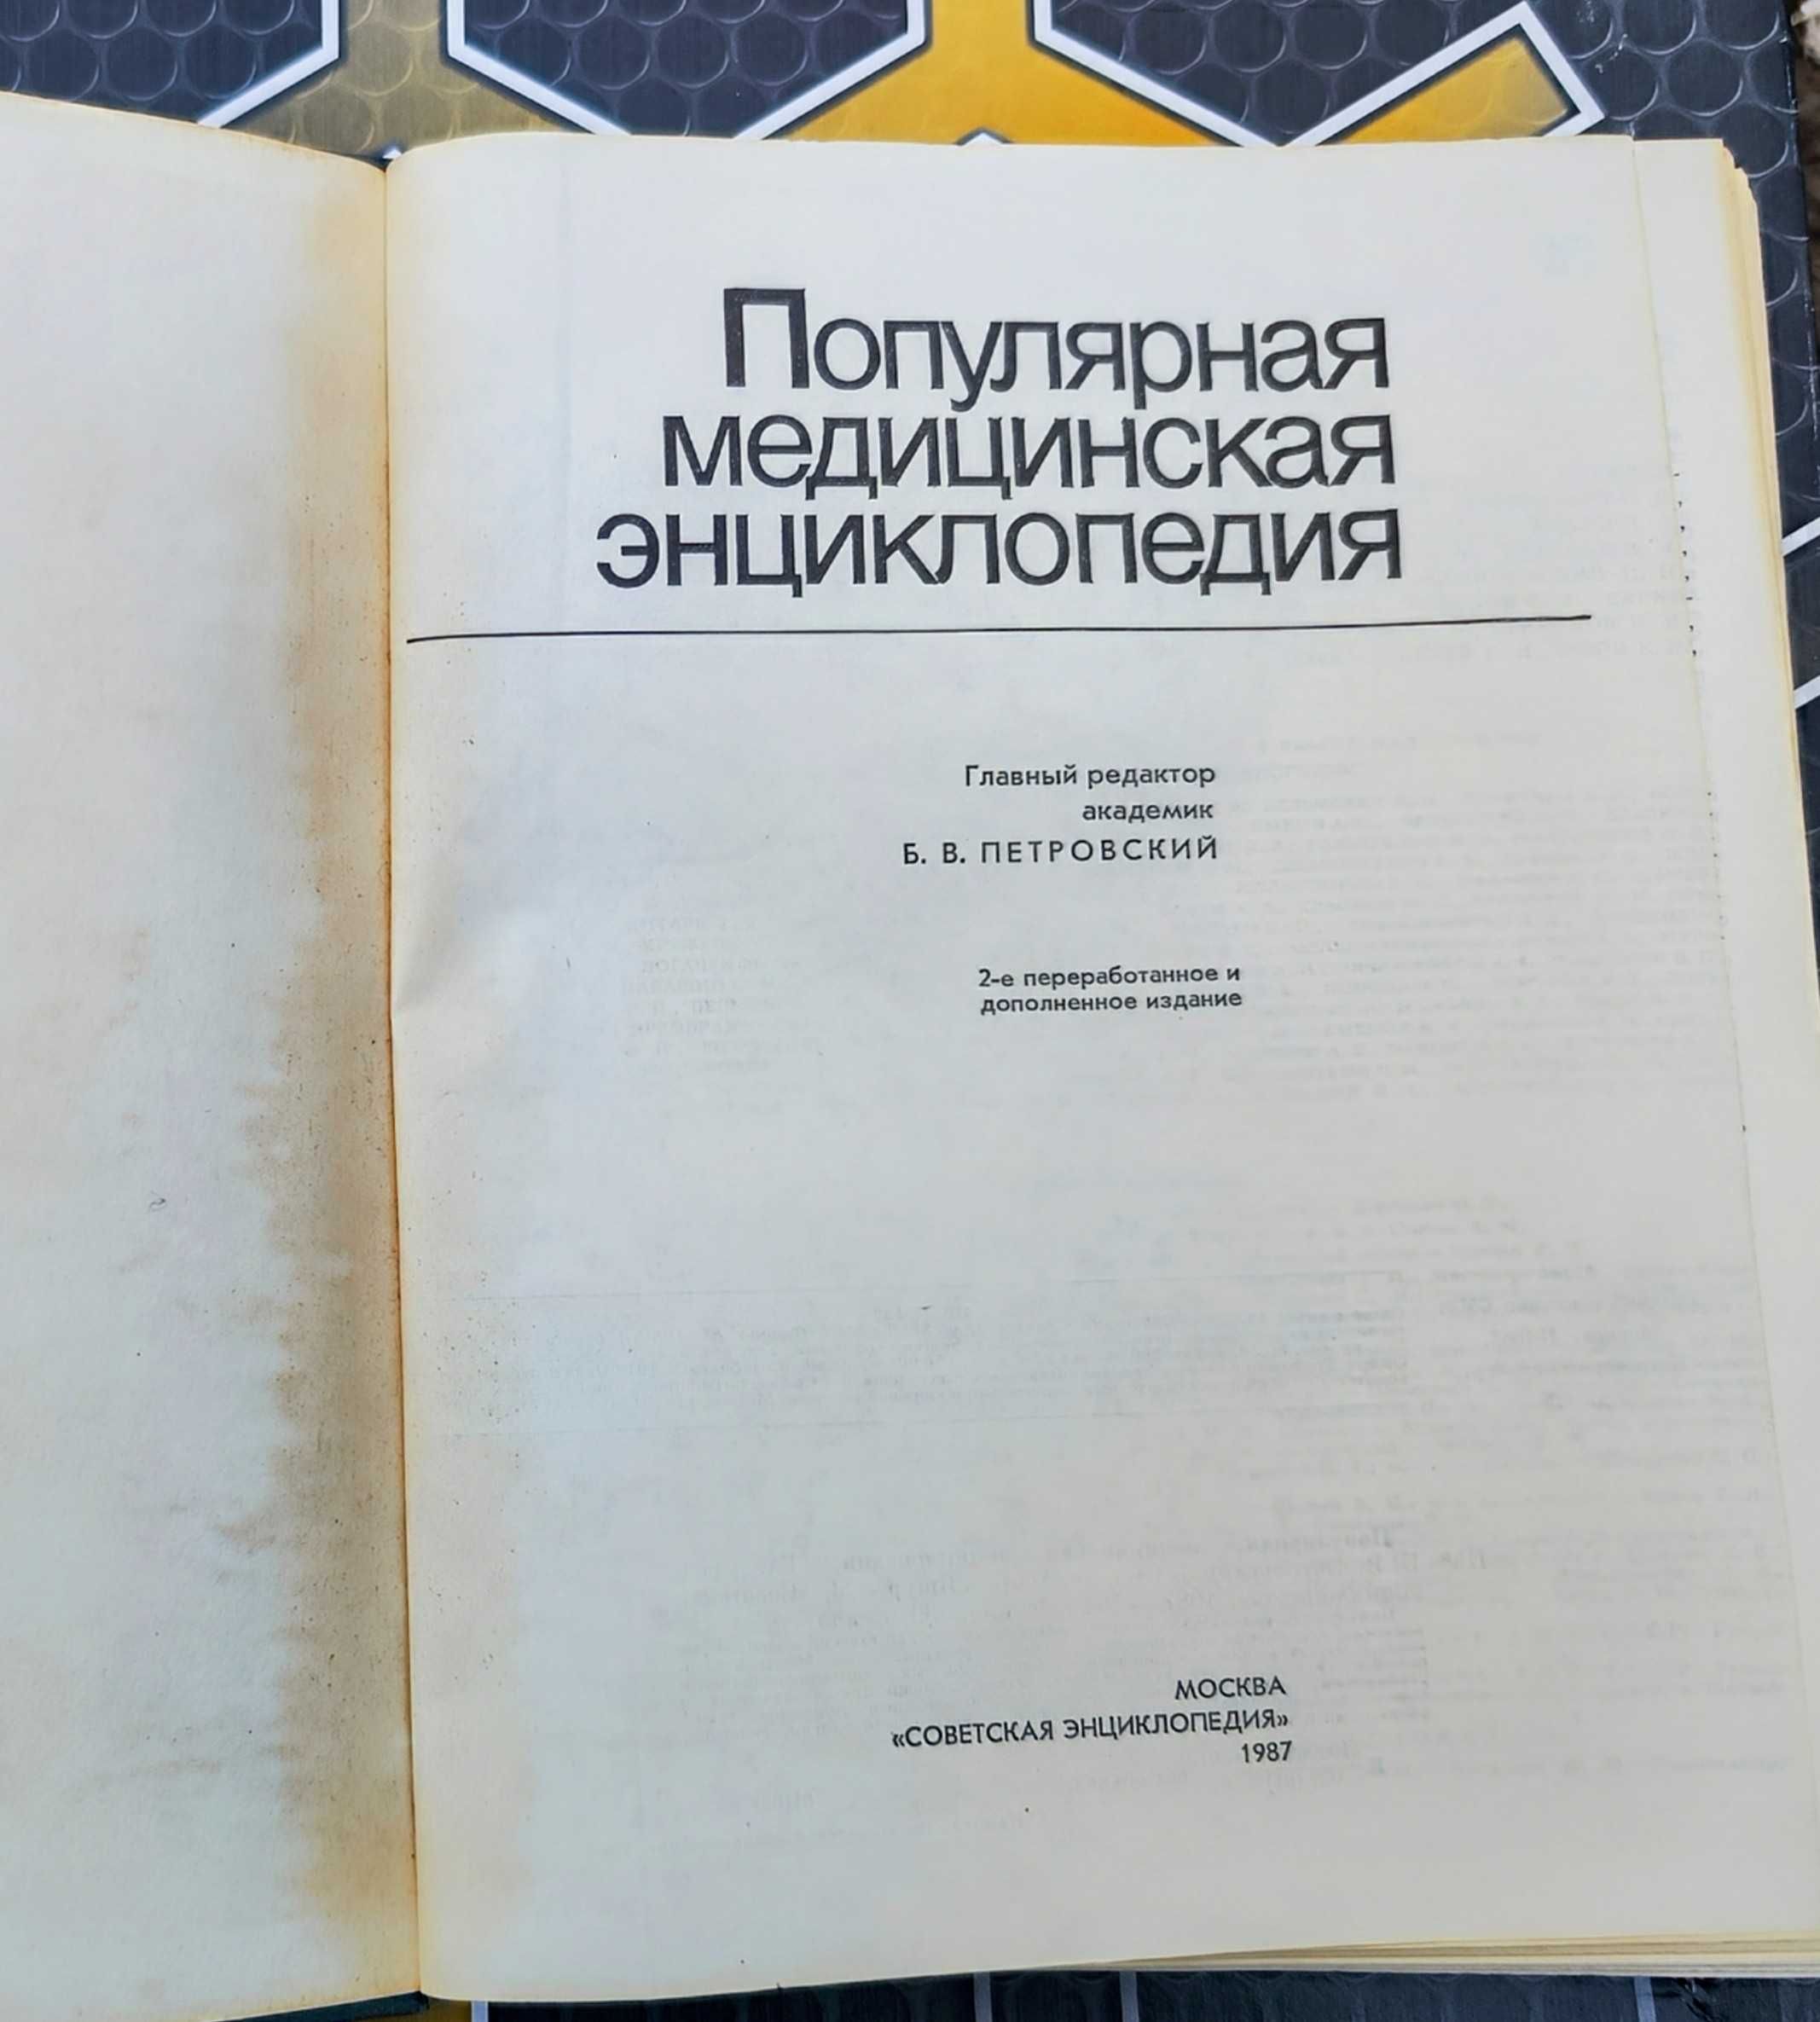 Популярная
медицинская
энциклопедия
Главный редактор
академик
Б. В. ПЕТРОВСКИЙ
2-е переработанное и
дополненное издание
МОСКВА
«СОВЕТСКАЯ ЭНЦИКЛОПЕДИЯ»
1987